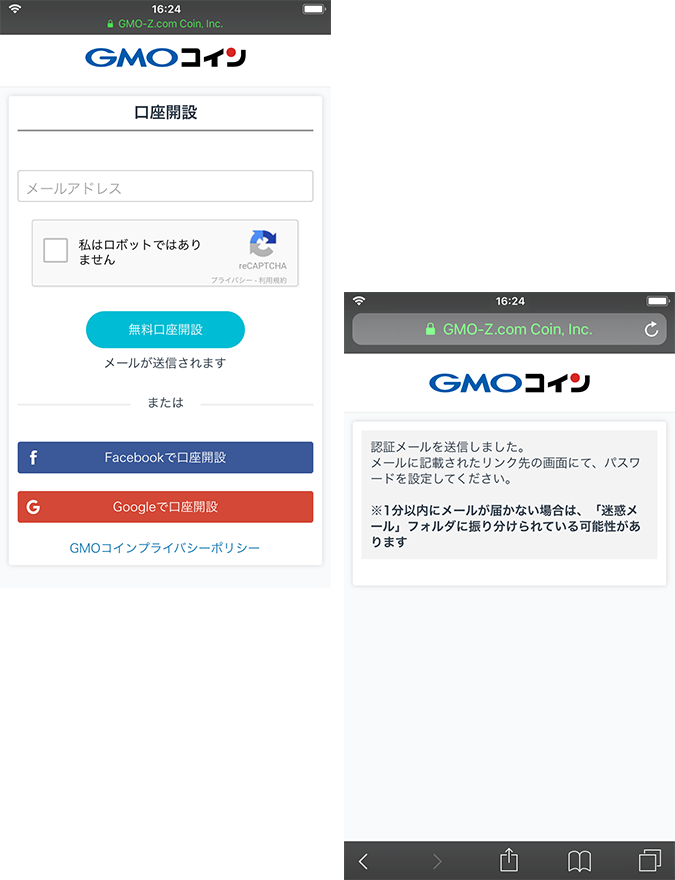 16:24
GMO-Z.com Coin, Inc.
GMOコイン
口座開設
メールアドレス
私はロボットではあり
ません
reCAPTCHA
プライバシー - 利用規約
無料口座開設
メールが送信されます
または
Facebookで口座開設
Googleで口座開設
GMOコインプライバシーポリシー
16:24
GMO-Z.com Coin, Inc.
GMOコイン
認証メールを送信しました。
メールに記載されたリンク先の画面にて、パスワ
ードを設定してください。
※1分以内にメールが届かない場合は、「迷惑メ
ール」フォルダに振り分けられている可能性があ
ります